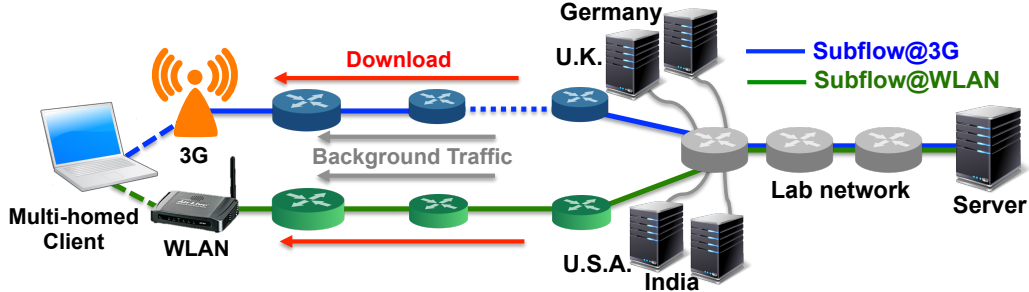 Germany
U.K.
Subflow@3G
Subflow@WLAN
Download
3G
Background Traffic
Lab network
Server
Multi-homed
Client
WLAN
U.S.A.
India